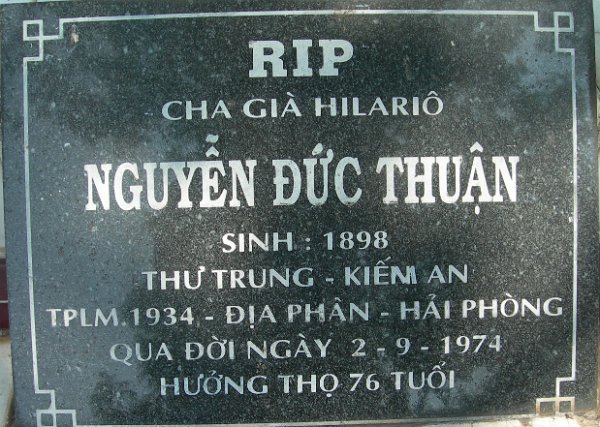 RIP
CHA GIÀ HILARIÔ
NGUYỄN ĐỨC THUẬN
SINH : 1898
THƯ TRUNG - KIẾM AN
TPLM.1934 - ĐỊA PHÂN - HẢI PHÒNG
QUA ĐỜI NGÀY 2 - 9 - 1974
HƯỞNG THỌ 76 TUỔI